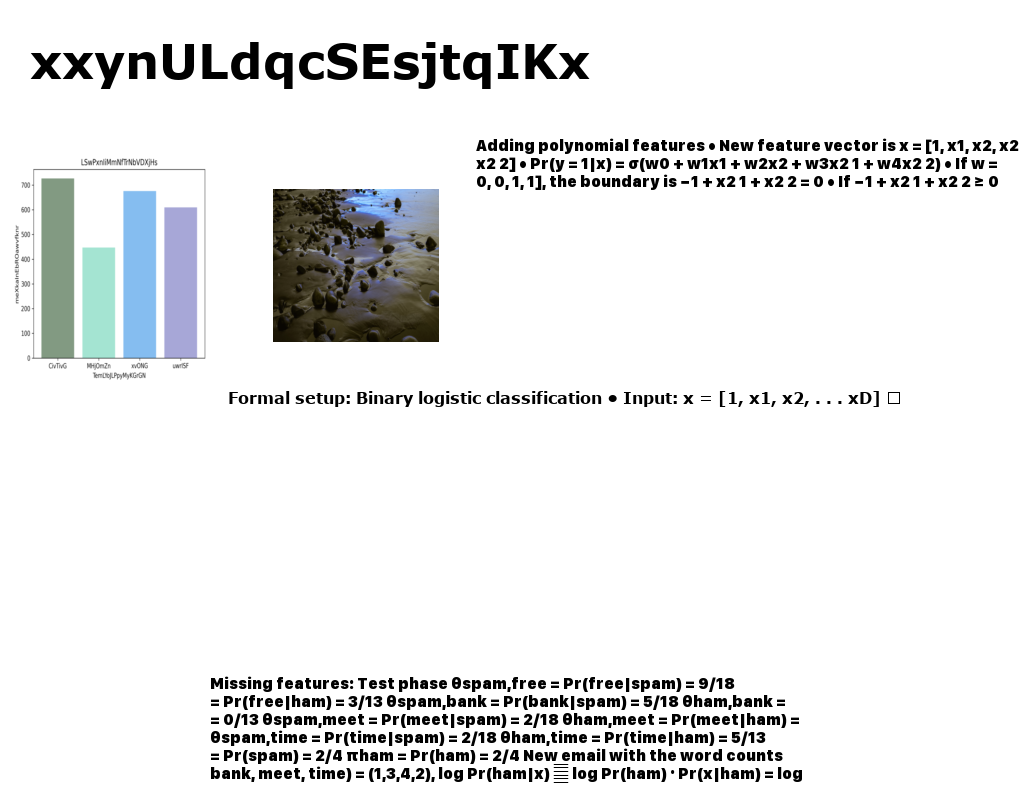 xxynULdqcSEsjtqIKx
Adding polynomial features • New feature vector is x = [1, x1, x2, x2
x2 2] • Pr(y = 1|x) = σ(w0 + w1x1 + w2x2 + w3x2 1 + w4x2 2) • If w =
0, 0, 1, 1], the boundary is −1 + x2 1 + x2 2 = 0 • If −1 + x2 1 + x2 2 ≥ 0
LSwPxnIiMmNfTrNbVDXjHs
700
600
500
400
300
200
100
0
CivTivG MHjOmZn xvONG uwrISF
Formal setup: Binary logistic classification • Input: x = [1, x1, x2, . . . xD]
Missing features: Test phase θspam,free = Pr(free|spam) = 9/18
= Pr(free|ham) = 3/13 θspam,bank = Pr(bank|spam) = 5/18 θham,bank =
= 0/13 θspam,meet = Pr(meet|spam) = 2/18 θham,meet = Pr(meet|ham) =
θspam,time = Pr(time|spam) = 2/18 θham,time = Pr(time|ham) = 5/13
= Pr(spam) = 2/4 πham = Pr(ham) = 2/4 New email with the word counts
bank, meet, time) = (1,3,4,2), log Pr(ham|x) log Pr(ham) · Pr(x|ham) = log